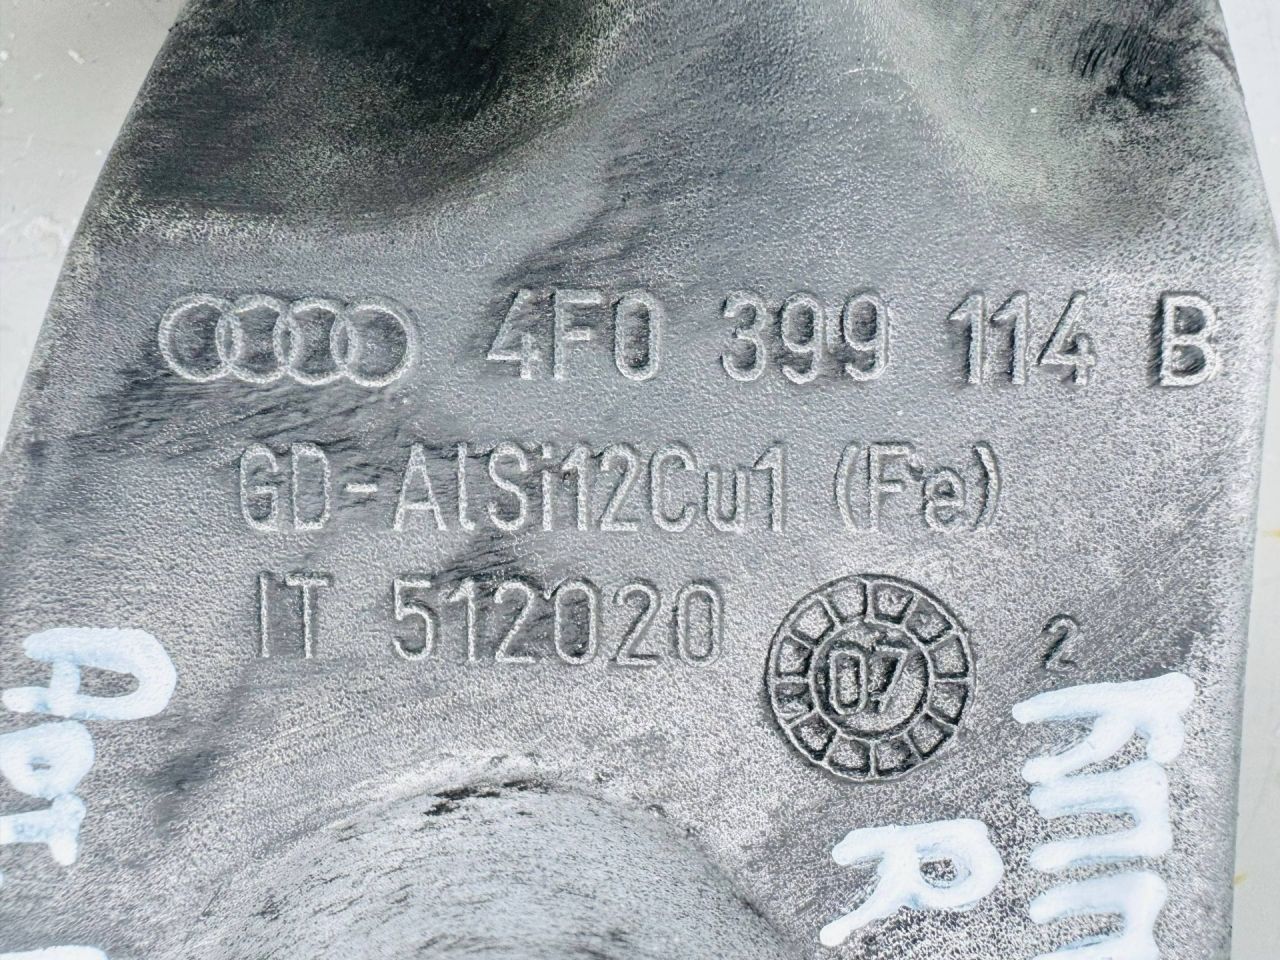 4F0 399 114 B
GD-AlSi12Cu1 (Fe)
IT 512020
07
2
R